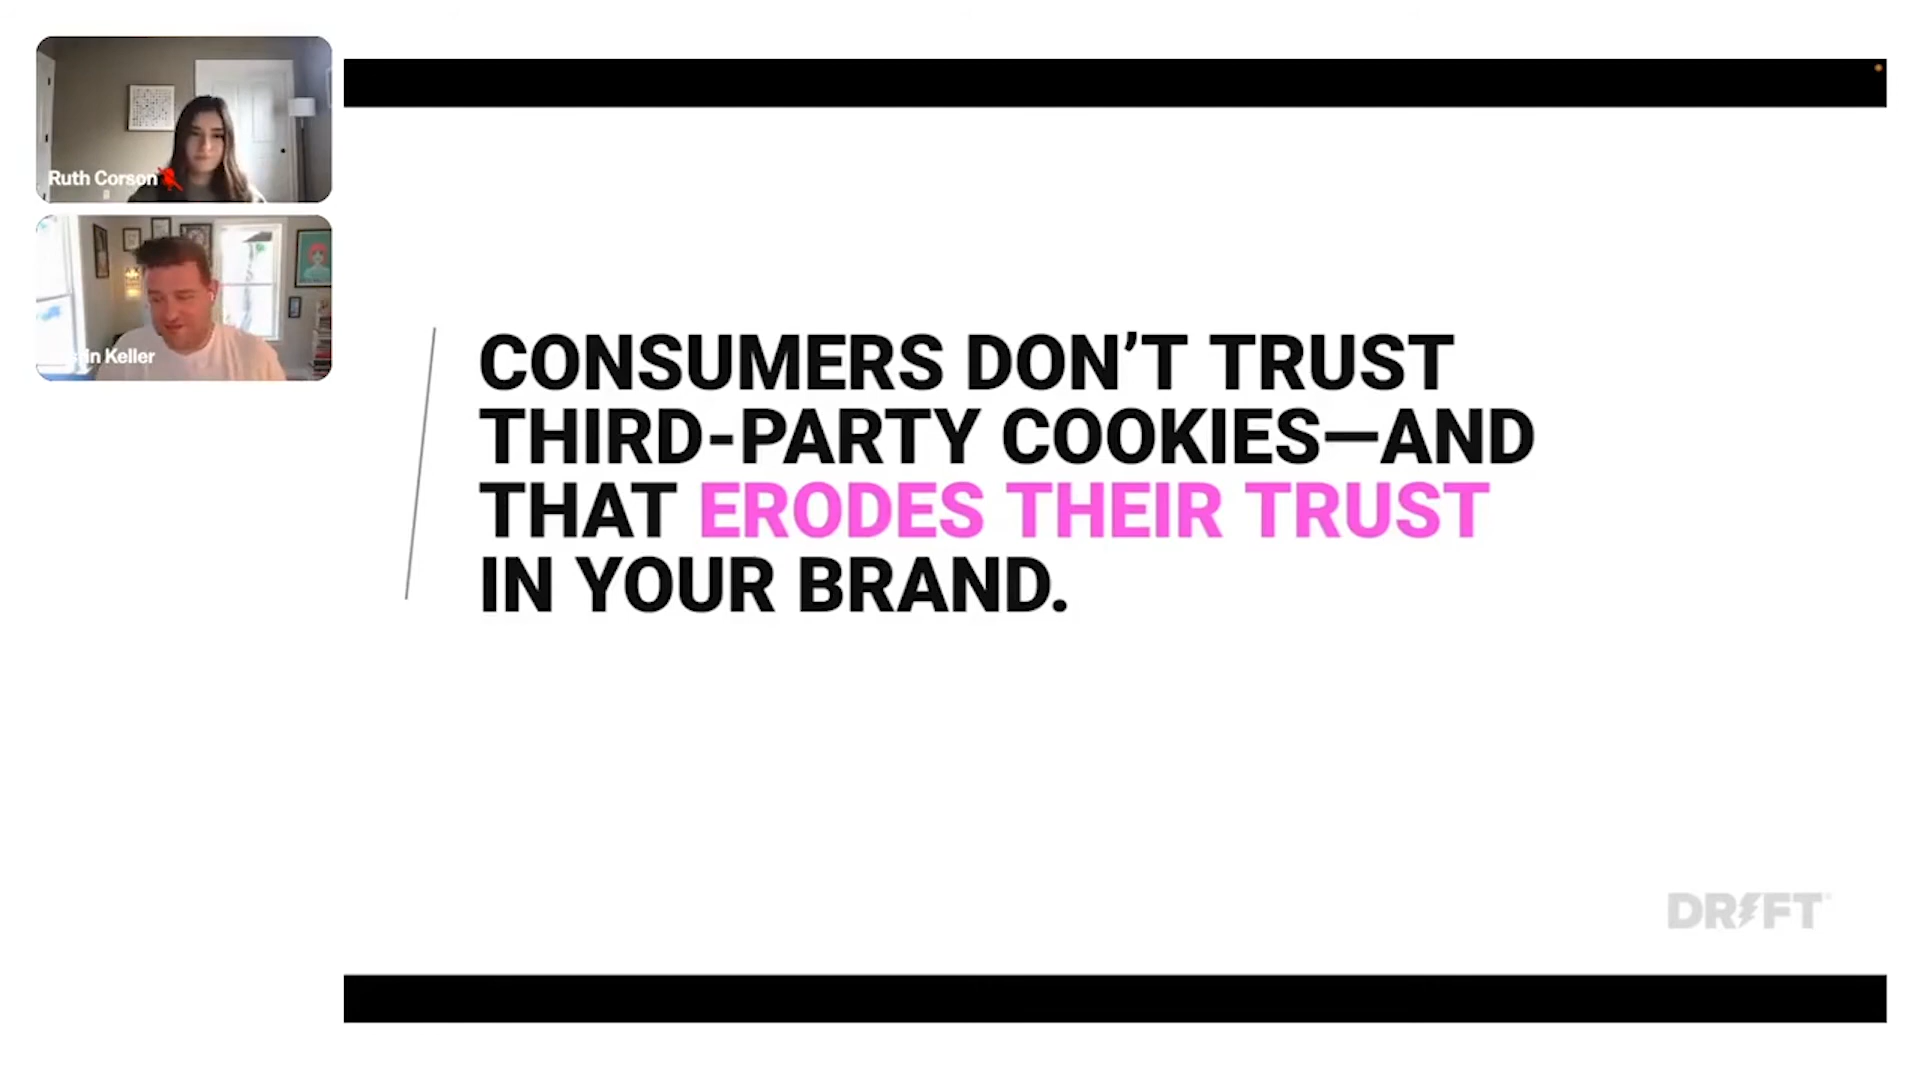 Ruth Corson
in Keller
CONSUMERS DON’T TRUST
THIRD-PARTY COOKIES—AND
THAT ERODES THEIR TRUST
IN YOUR BRAND.
DRIFT